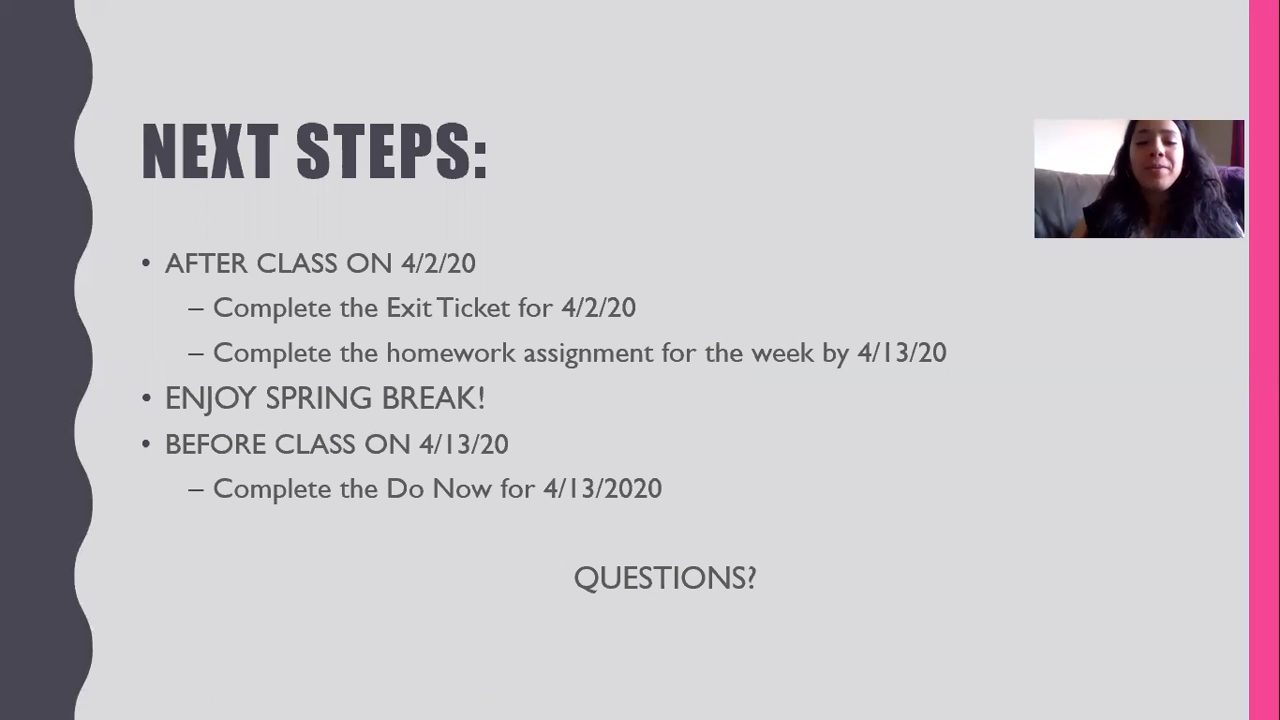 NEXT STEPS:
• AFTER CLASS ON 4/2/20
– Complete the Exit Ticket for 4/2/20
– Complete the homework assignment for the week by 4/13/20
• ENJOY SPRING BREAK!
• BEFORE CLASS ON 4/13/20
– Complete the Do Now for 4/13/2020
QUESTIONS?